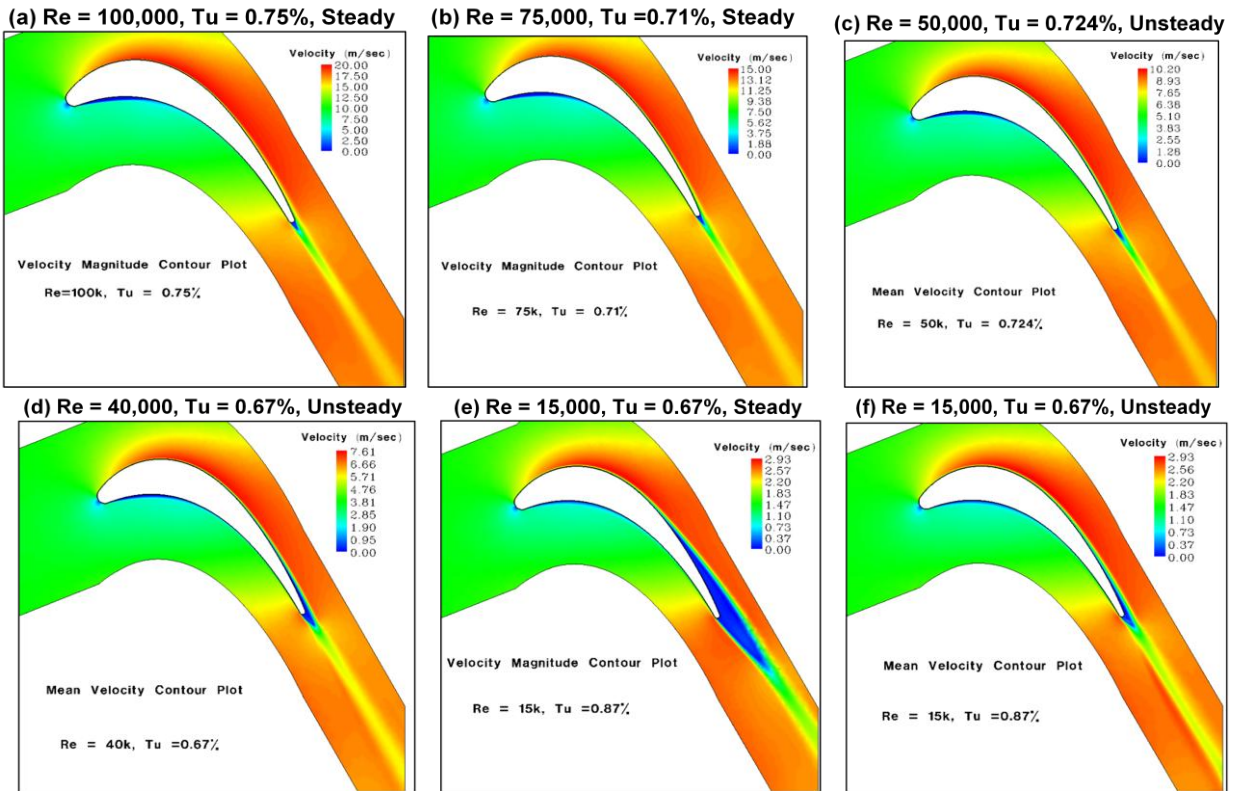 (a) Re = 100,000, Tu = 0.75%, Steady
Velocity (m/sec)
20.00
17.50
15.00
12.50
10.00
7.50
5.00
2.50
0.00
Velocity Magnitude Contour Plot
Re=100k, Tu = 0.75%
(b) Re = 75,000, Tu =0.71%, Steady
Velocity (m/sec)
15.00
13.12
11.25
9.38
7.50
5.62
3.75
1.88
0.00
Velocity Magnitude Contour Plot
Re = 75k, Tu = 0.71%
(c) Re = 50,000, Tu = 0.724%, Unsteady
Velocity (m/sec)
10.20
8.93
7.65
6.38
5.10
3.83
2.55
1.28
0.00
Mean Velocity Contour Plot
Re = 50k, Tu = 0.724%
(d) Re = 40,000, Tu = 0.67%, Unsteady
Velocity (m/sec)
7.61
6.66
5.71
4.76
3.81
2.85
1.90
0.95
0.00
Mean Velocity Contour Plot
Re = 40k, Tu =0.67%
(e) Re = 15,000, Tu = 0.67%, Steady
Velocity (m/sec)
2.93
2.57
2.20
1.83
1.47
1.10
0.73
0.37
0.00
Velocity Magnitude Contour Plot
Re = 15k, Tu =0.87%
(f) Re = 15,000, Tu = 0.67%, Unsteady
Velocity (m/sec)
2.93
2.56
2.20
1.83
1.47
1.10
0.73
0.37
0.00
Mean Velocity Contour Plot
Re = 15k, Tu =0.87%